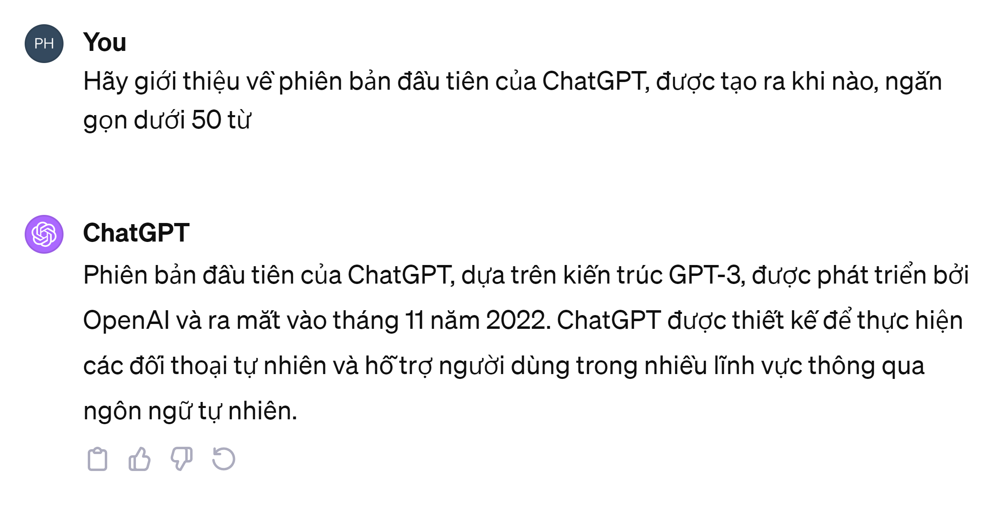 PH
You
Hãy giới thiệu về phiên bản đầu tiên của ChatGPT, được tạo ra khi nào, ngắn
gọn dưới 50 từ
ChatGPT
Phiên bản đầu tiên của ChatGPT, dựa trên kiến trúc GPT-3, được phát triển bởi
OpenAI và ra mắt vào tháng 11 năm 2022. ChatGPT được thiết kế để thực hiện
các đối thoại tự nhiên và hỗ trợ người dùng trong nhiều lĩnh vực thông qua
ngôn ngữ tự nhiên.